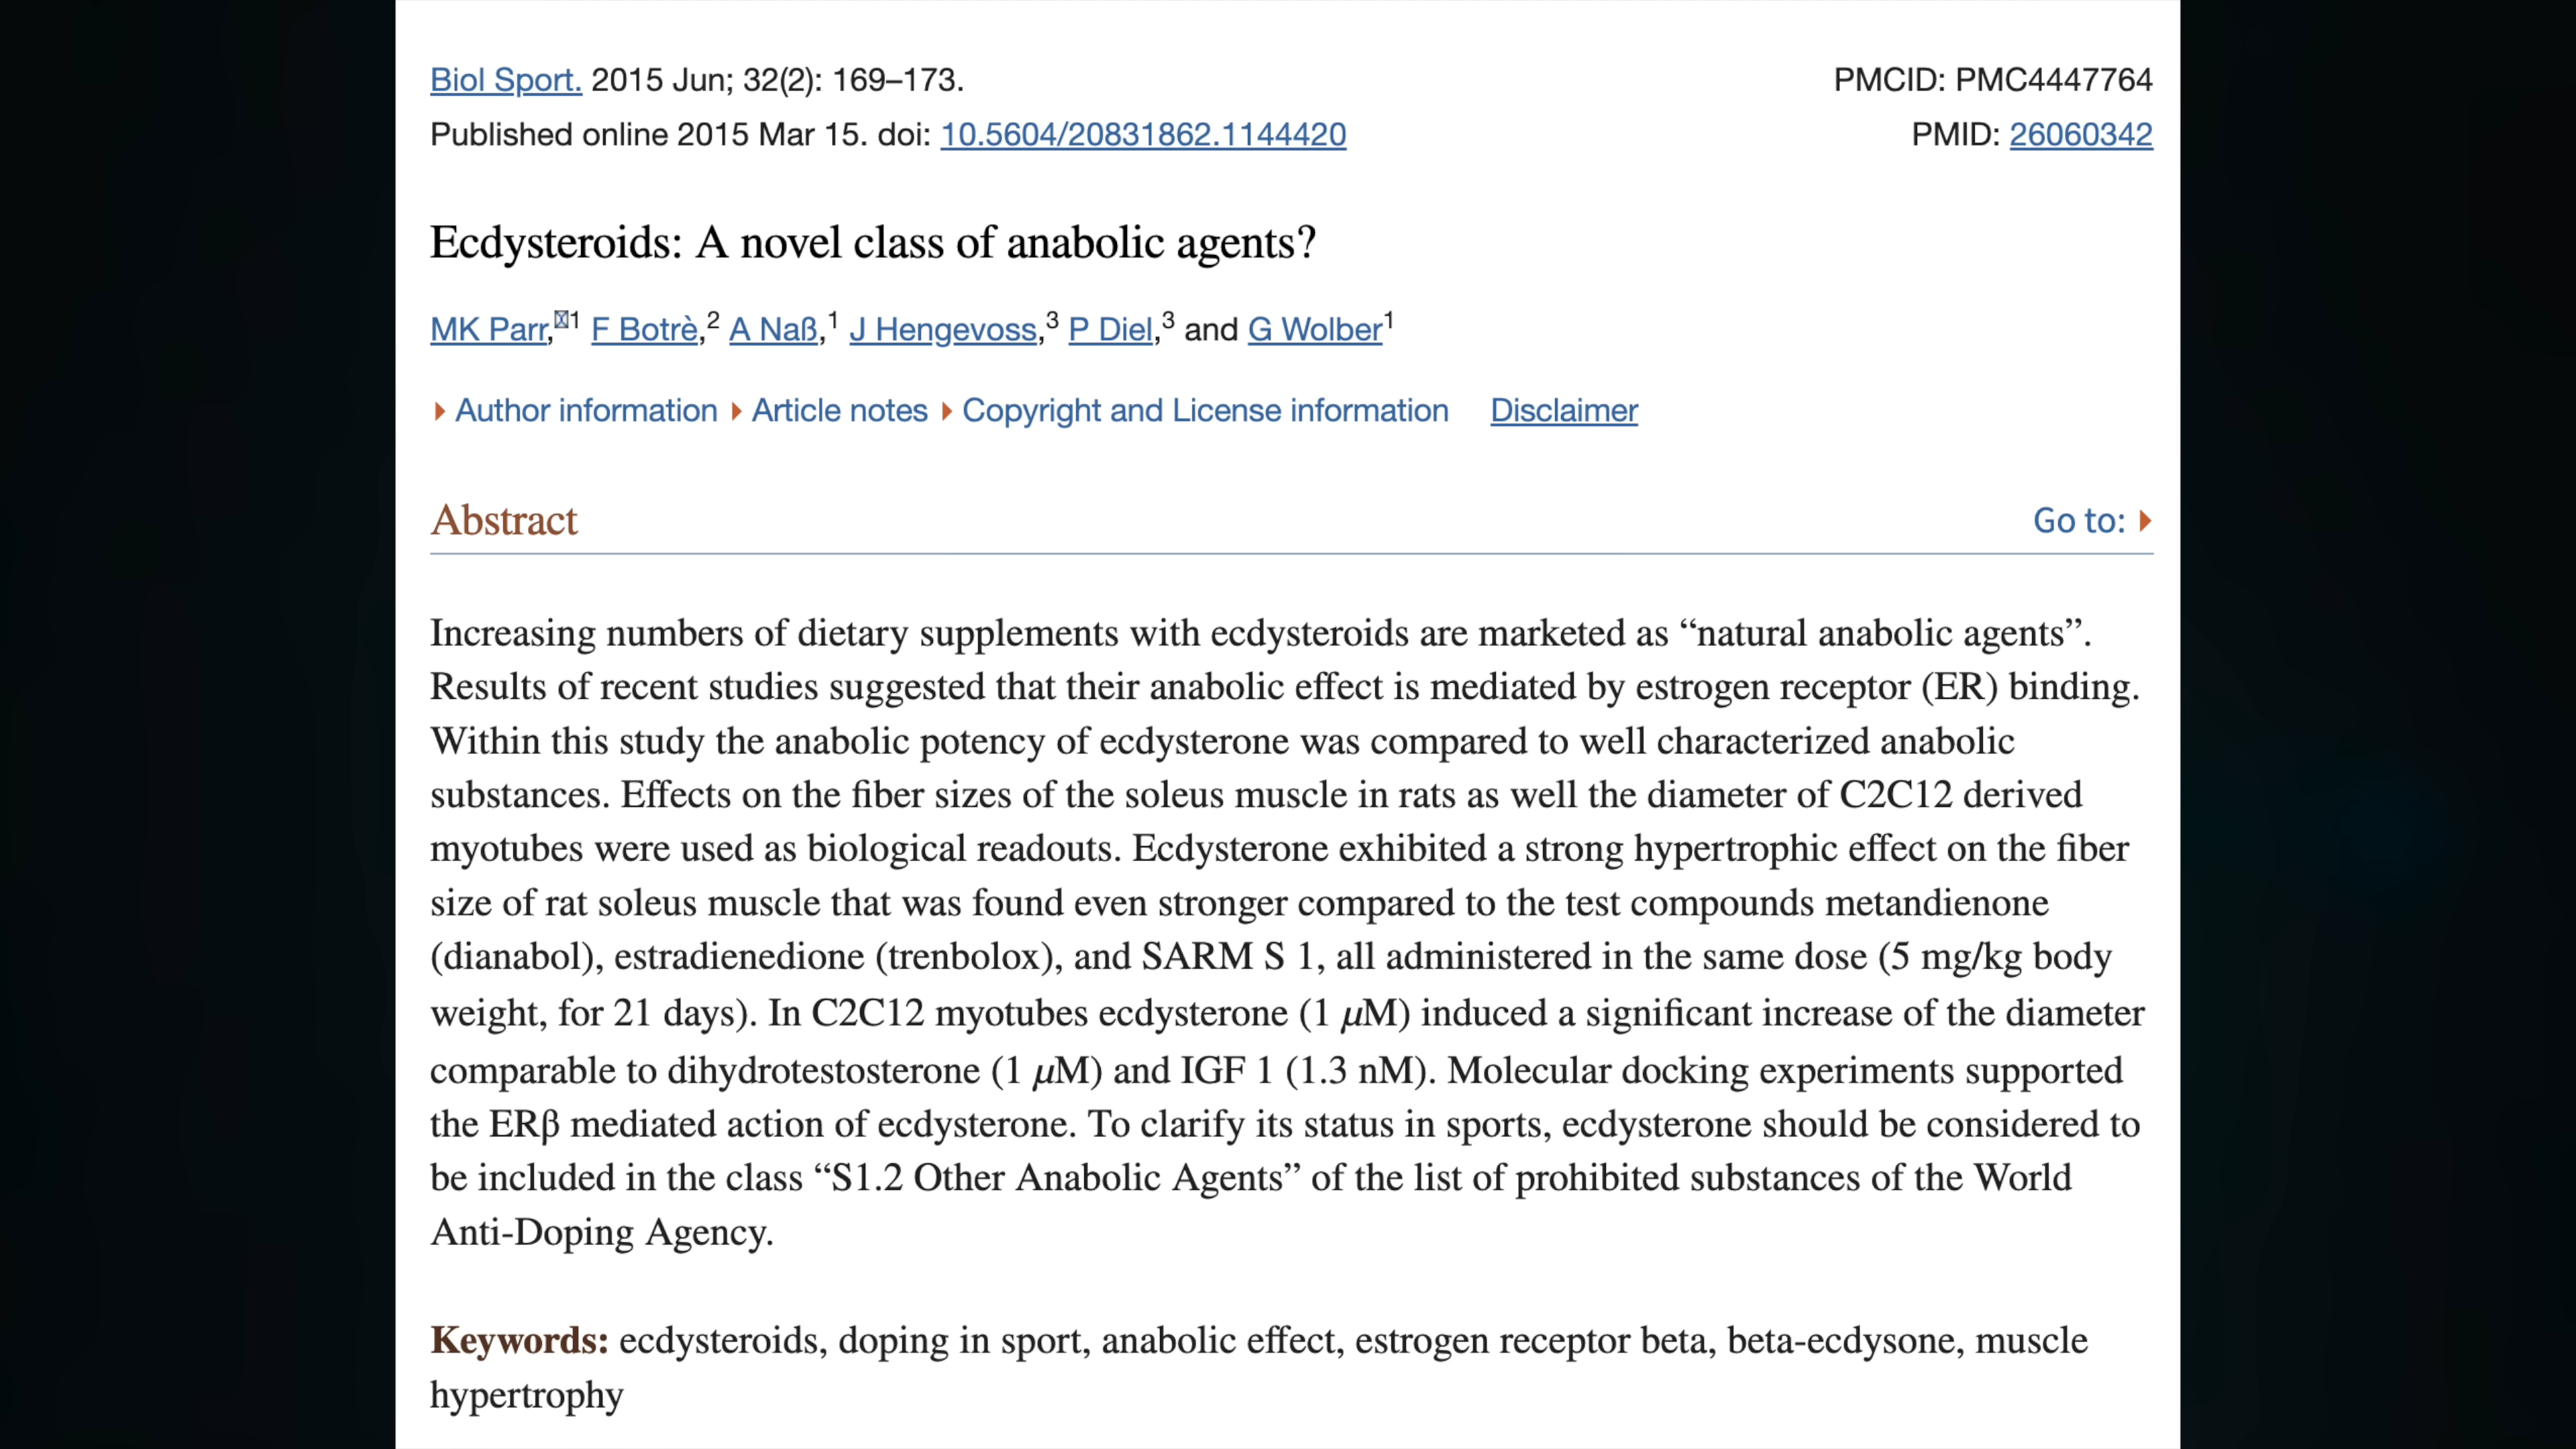 Biol Sport. 2015 Jun; 32(2): 169–173.
PMCID: PMC4447764
Published online 2015 Mar 15. doi: 10.5604/20831862.1144420
PMID: 26060342
Ecdysteroids: A novel class of anabolic agents?
MK Parr,1 F Botrè,2 A Naß,1 J Hengevoss,3 P Diel,3 and G Wolber1
Author information Article notes Copyright and License information Disclaimer
Abstract
Go to:
Increasing numbers of dietary supplements with ecdysteroids are marketed as “natural anabolic agents”.
Results of recent studies suggested that their anabolic effect is mediated by estrogen receptor (ER) binding.
Within this study the anabolic potency of ecdysterone was compared to well characterized anabolic
substances. Effects on the fiber sizes of the soleus muscle in rats as well the diameter of C2C12 derived
myotubes were used as biological readouts. Ecdysterone exhibited a strong hypertrophic effect on the fiber
size of rat soleus muscle that was found even stronger compared to the test compounds metandienone
(dianabol), estradienedione (trenbolox), and SARM S 1, all administered in the same dose (5 mg/kg body
weight, for 21 days). In C2C12 myotubes ecdysterone (1 μM) induced a significant increase of the diameter
comparable to dihydrotestosterone (1 μM) and IGF 1 (1.3 nM). Molecular docking experiments supported
the ERβ mediated action of ecdysterone. To clarify its status in sports, ecdysterone should be considered to
be included in the class “S1.2 Other Anabolic Agents” of the list of prohibited substances of the World
Anti-Doping Agency.
Keywords: ecdysteroids, doping in sport, anabolic effect, estrogen receptor beta, beta-ecdysone, muscle
hypertrophy